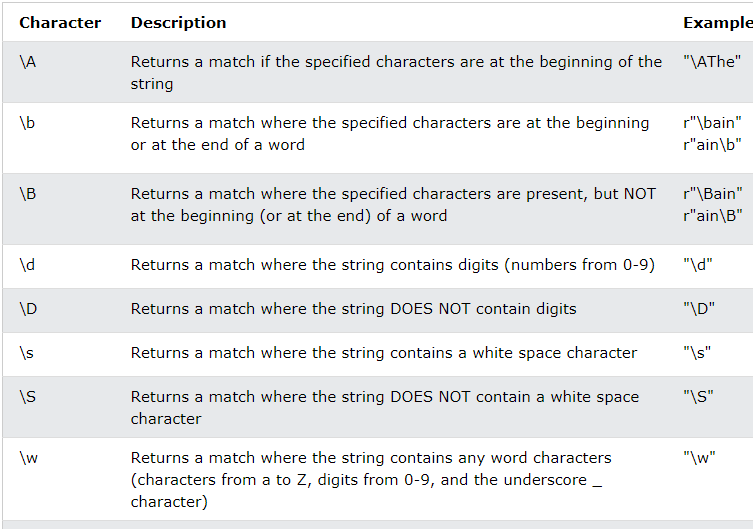 Character Description Example
\A Returns a match if the specified characters are at the beginning of the "\AThe"
string
\b Returns a match where the specified characters are at the beginning r"\bain"
or at the end of a word r"ain\b"
\B Returns a match where the specified characters are present, but NOT r"\Bain"
at the beginning (or at the end) of a word r"ain\B"
\d Returns a match where the string contains digits (numbers from 0-9) "\d"
\D Returns a match where the string DOES NOT contain digits "\D"
\s Returns a match where the string contains a white space character "\s"
\S Returns a match where the string DOES NOT contain a white space "\S"
character
\w Returns a match where the string contains any word characters "\w"
(characters from a to Z, digits from 0-9, and the underscore _
character)